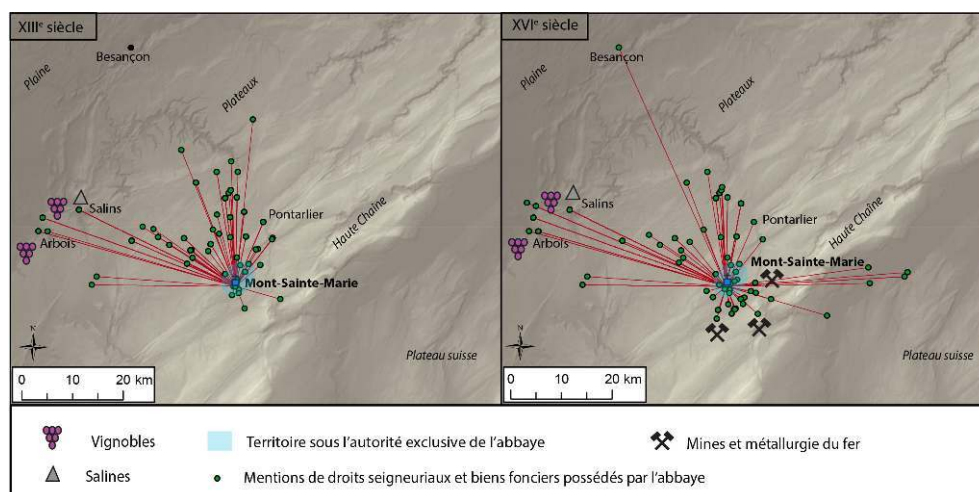 XIIIe siècle
Besançon
Plaine
Plateaux
Salins
Arbois
Pontarlier
Haute Chaîne
Mont-Sainte-Marie
Plateau suisse
N
0 10 20 km
XVIe siècle
Besançon
Plaine
Plateaux
Salins
Arbois
Pontarlier
Haute Chaîne
Mont-Sainte-Marie
Plateau suisse
N
0 10 20 km
Vignobles
Territoire sous l'autorité exclusive de l'abbaye
Mines et métallurgie du fer
Salines
Mentions de droits seigneuriaux et biens fonciers possédés par l'abbaye